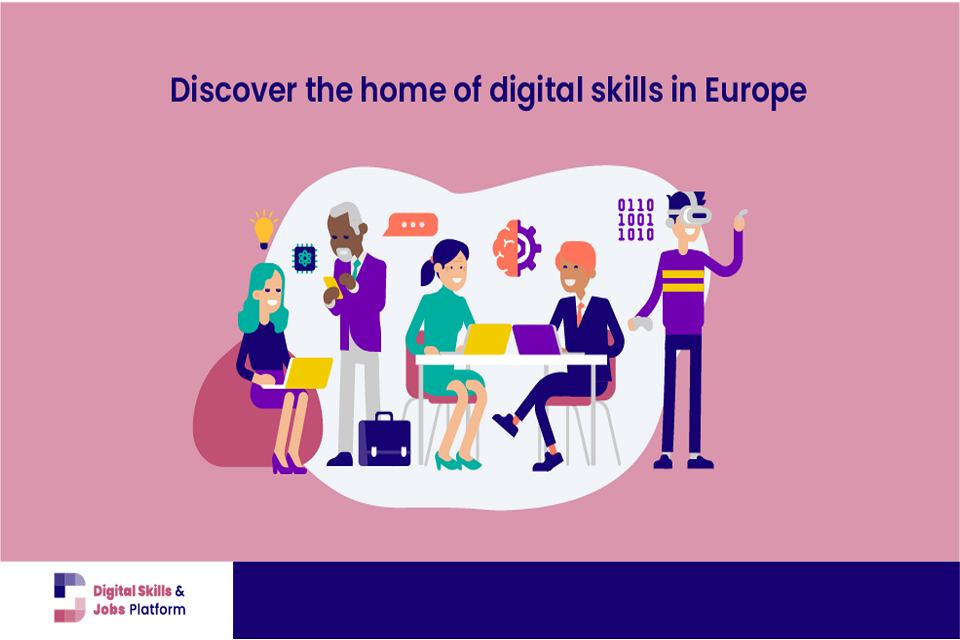 Discover the home of digital skills in Europe
0110
1001
1010
Digital Skills &
Jobs Platform